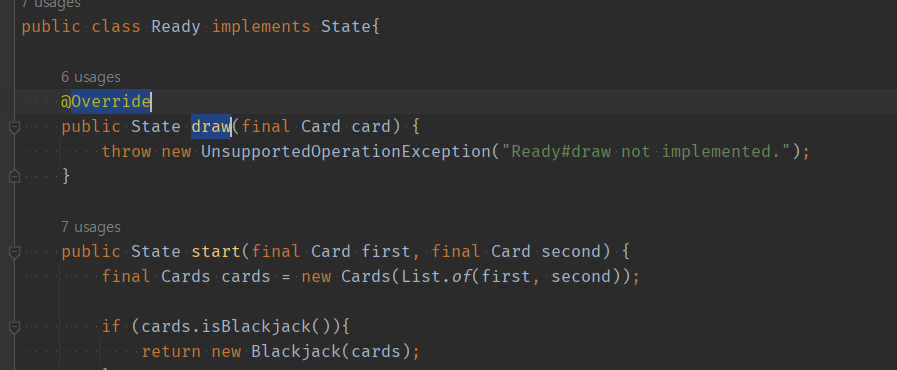 7 usages
public class Ready implements State{
6 usages
@Override
public State draw(final Card card) {
throw new UnsupportedOperationException("Ready#draw not implemented.");
}
7 usages
public State start(final Card first, final Card second) {
final Cards cards = new Cards(List.of(first, second));
if (cards.isBlackjack()){
return new Blackjack(cards);
}